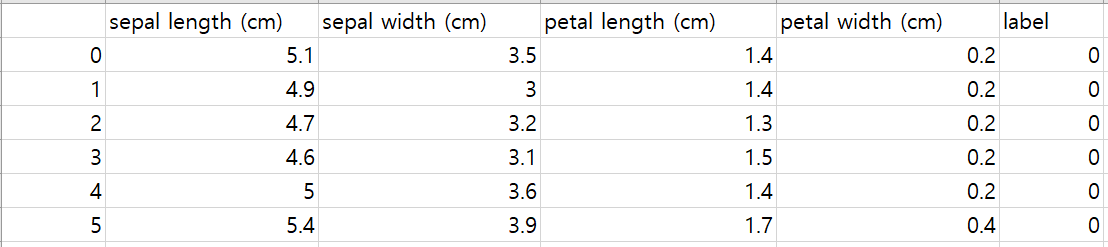 sepal length (cm) sepal width (cm) petal length (cm) petal width (cm) label
0 5.1 3.5 1.4 0.2 0
1 4.9 3 1.4 0.2 0
2 4.7 3.2 1.3 0.2 0
3 4.6 3.1 1.5 0.2 0
4 5 3.6 1.4 0.2 0
5 5.4 3.9 1.7 0.4 0